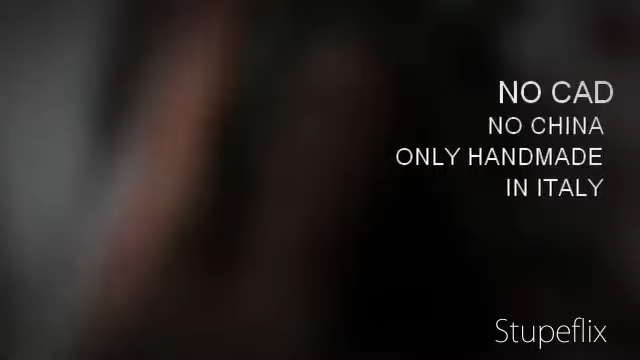 NO CAD
NO CHINA
ONLY HANDMADE
IN ITALY
Stupeflix